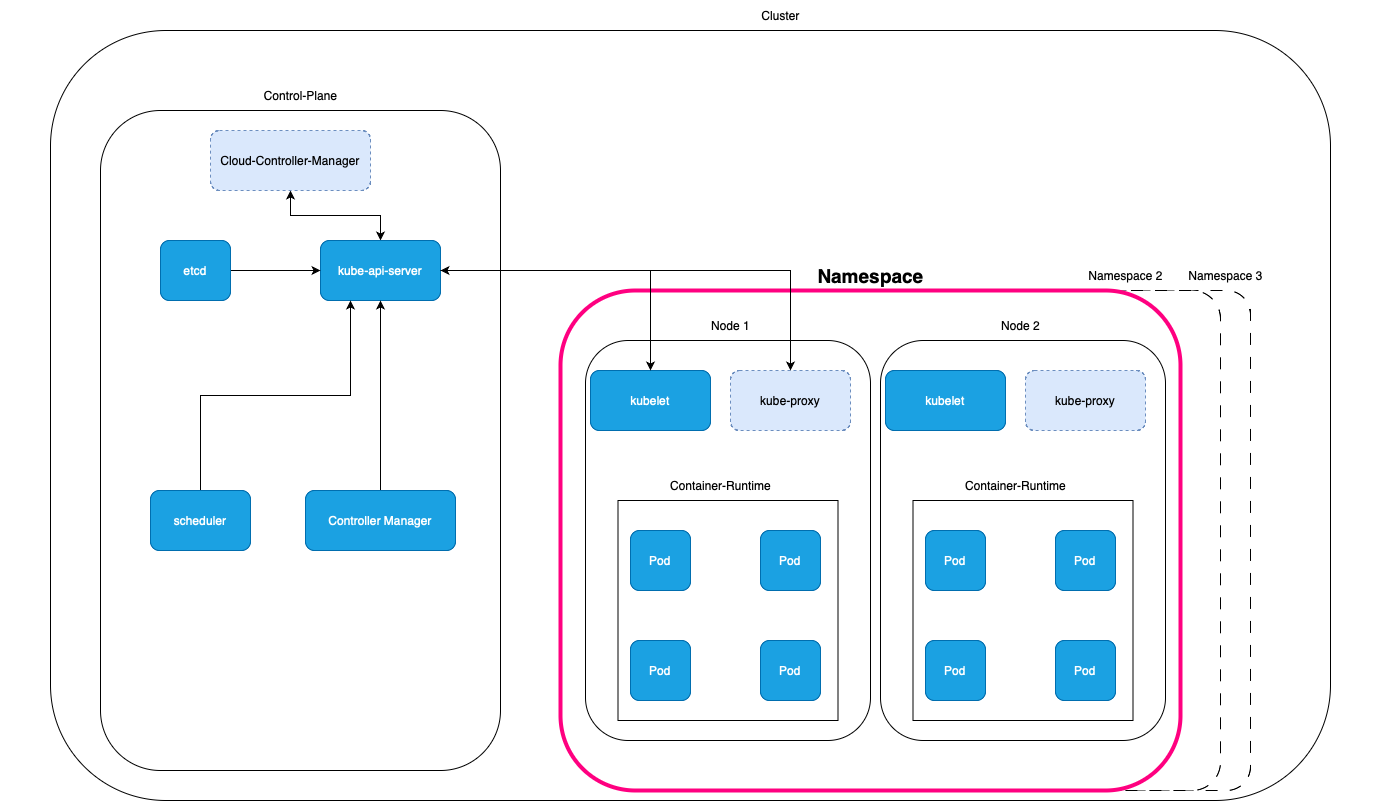 Cluster
Control-Plane
Cloud-Controller-Manager
etcd
kube-api-server
scheduler
Controller Manager
Namespace
Namespace 2
Namespace 3
Node 1
kubelet
kube-proxy
Container-Runtime
Pod
Pod
Pod
Pod
Node 2
kubelet
kube-proxy
Container-Runtime
Pod
Pod
Pod
Pod